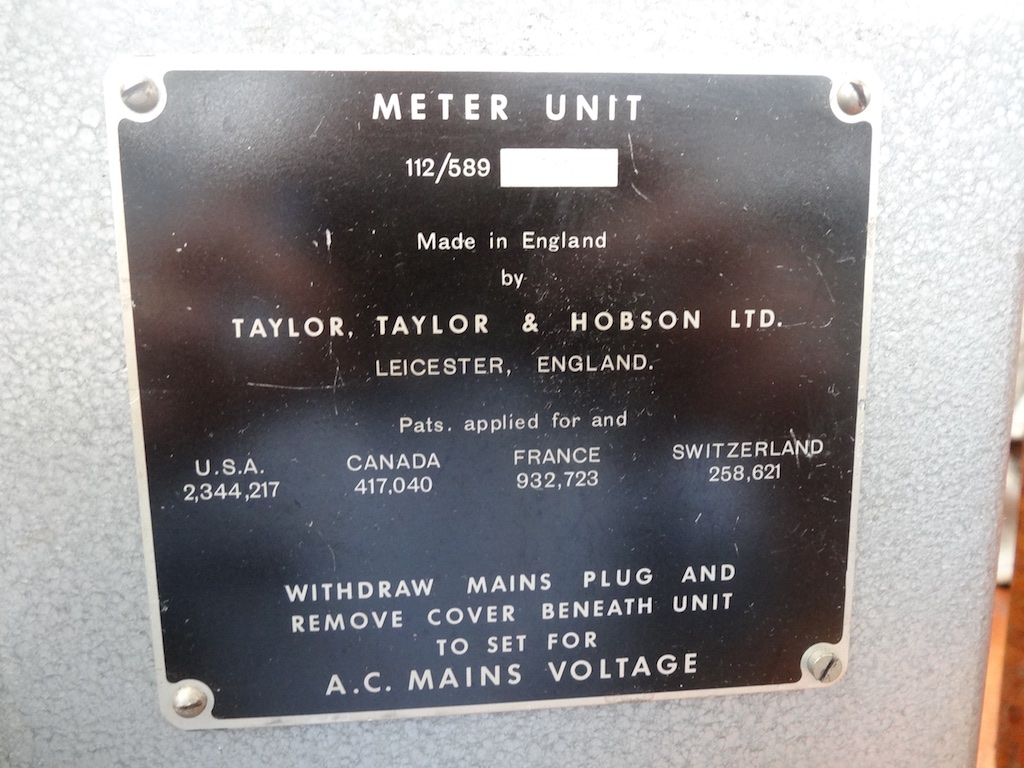 METER UNIT
112/589
Made in England
by
TAYLOR, TAYLOR & HOBSON LTD.
LEICESTER, ENGLAND.
Pats. applied for and
U.S.A. CANADA FRANCE SWITZERLAND
2,344,217 417,040 932,723 258,621
WITHDRAW MAINS PLUG AND
REMOVE COVER BENEATH UNIT
TO SET FOR
A.C. MAINS VOLTAGE